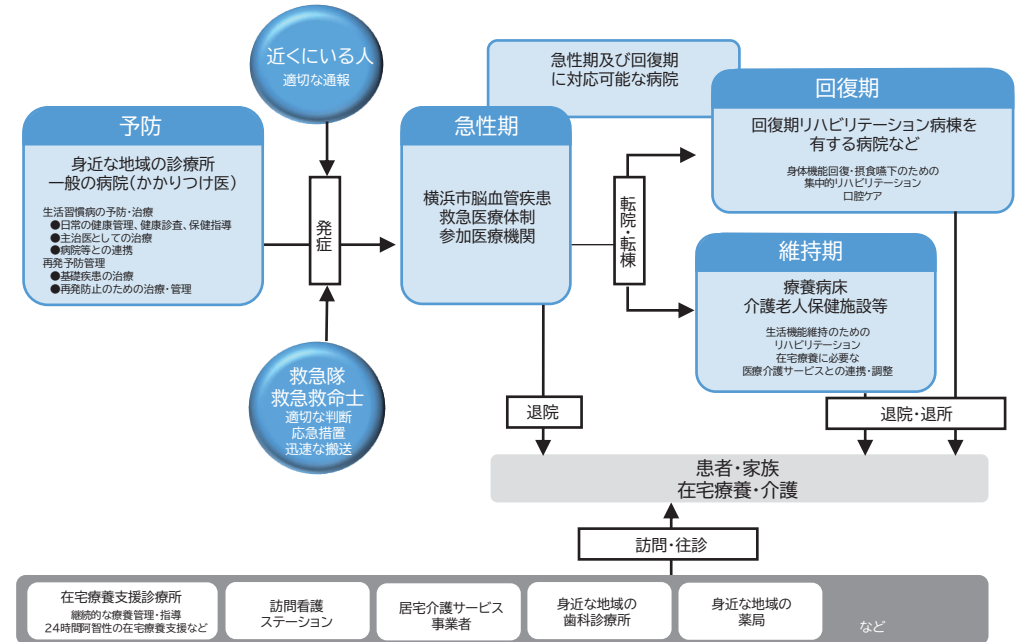 近くにいる人
適切な通報
予防
身近な地域の診療所
一般の病院(かかりつけ医)
生活習慣病の予防・治療
●日常の健康管理、健康診査、保健指導
●主治医としての治療
●病院等との連携
再発予防管理
●基礎疾患の治療
●再発防止のための治療・管理
発症
救急隊
救急救命士
適切な判断
応急措置
迅速な搬送
急性期及び回復期
に対応可能な病院
急性期
横浜市脳血管疾患
救急医療体制
参加医療機関
転院・転棟
回復期
回復期リハビリテーション病棟を
有する病院など
身体機能回復・摂食嚥下のための
集中的リハビリテーション
口腔ケア
維持期
療養病床
介護老人保健施設等
生活機能維持のための
リハビリテーション
在宅療養に必要な
医療介護サービスとの連携・調整
退院
退院・退所
患者・家族
在宅療養・介護
訪問・往診
在宅療養支援診療所
継続的な療養管理・指導
24時間阿智性の在宅療養支援など
訪問看護
ステーション
居宅介護サービス
事業者
身近な地域の
歯科診療所
身近な地域の
薬局
など